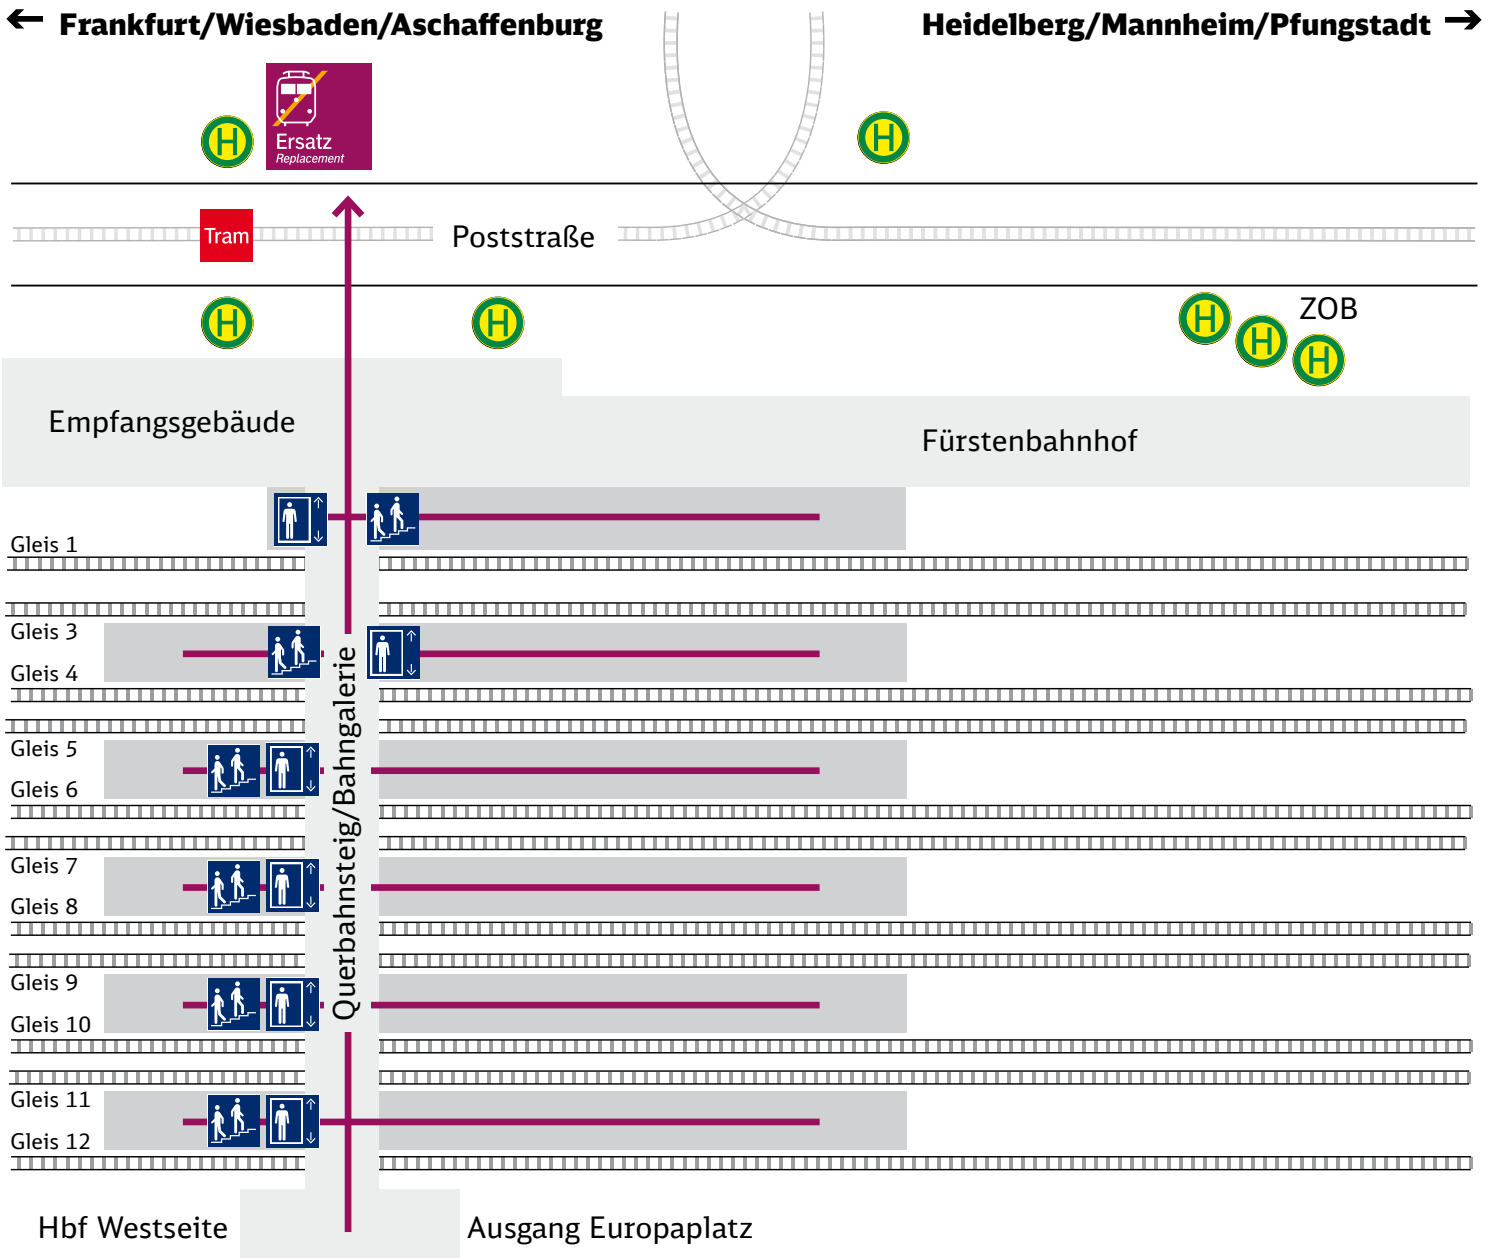 ← Frankfurt/Wiesbaden/Aschaffenburg
Heidelberg/Mannheim/Pfungstadt →
Ersatz
Replacement
H
H
Tram
Poststraße
H
H
H
H
H
ZOB
Empfangsgebäude
Fürstenbahnhof
Gleis 1
Gleis 3
Gleis 4
Gleis 5
Gleis 6
Gleis 7
Gleis 8
Gleis 9
Gleis 10
Gleis 11
Gleis 12
Querbahnsteig/Bahngalerie
Hbf Westseite
Ausgang Europaplatz